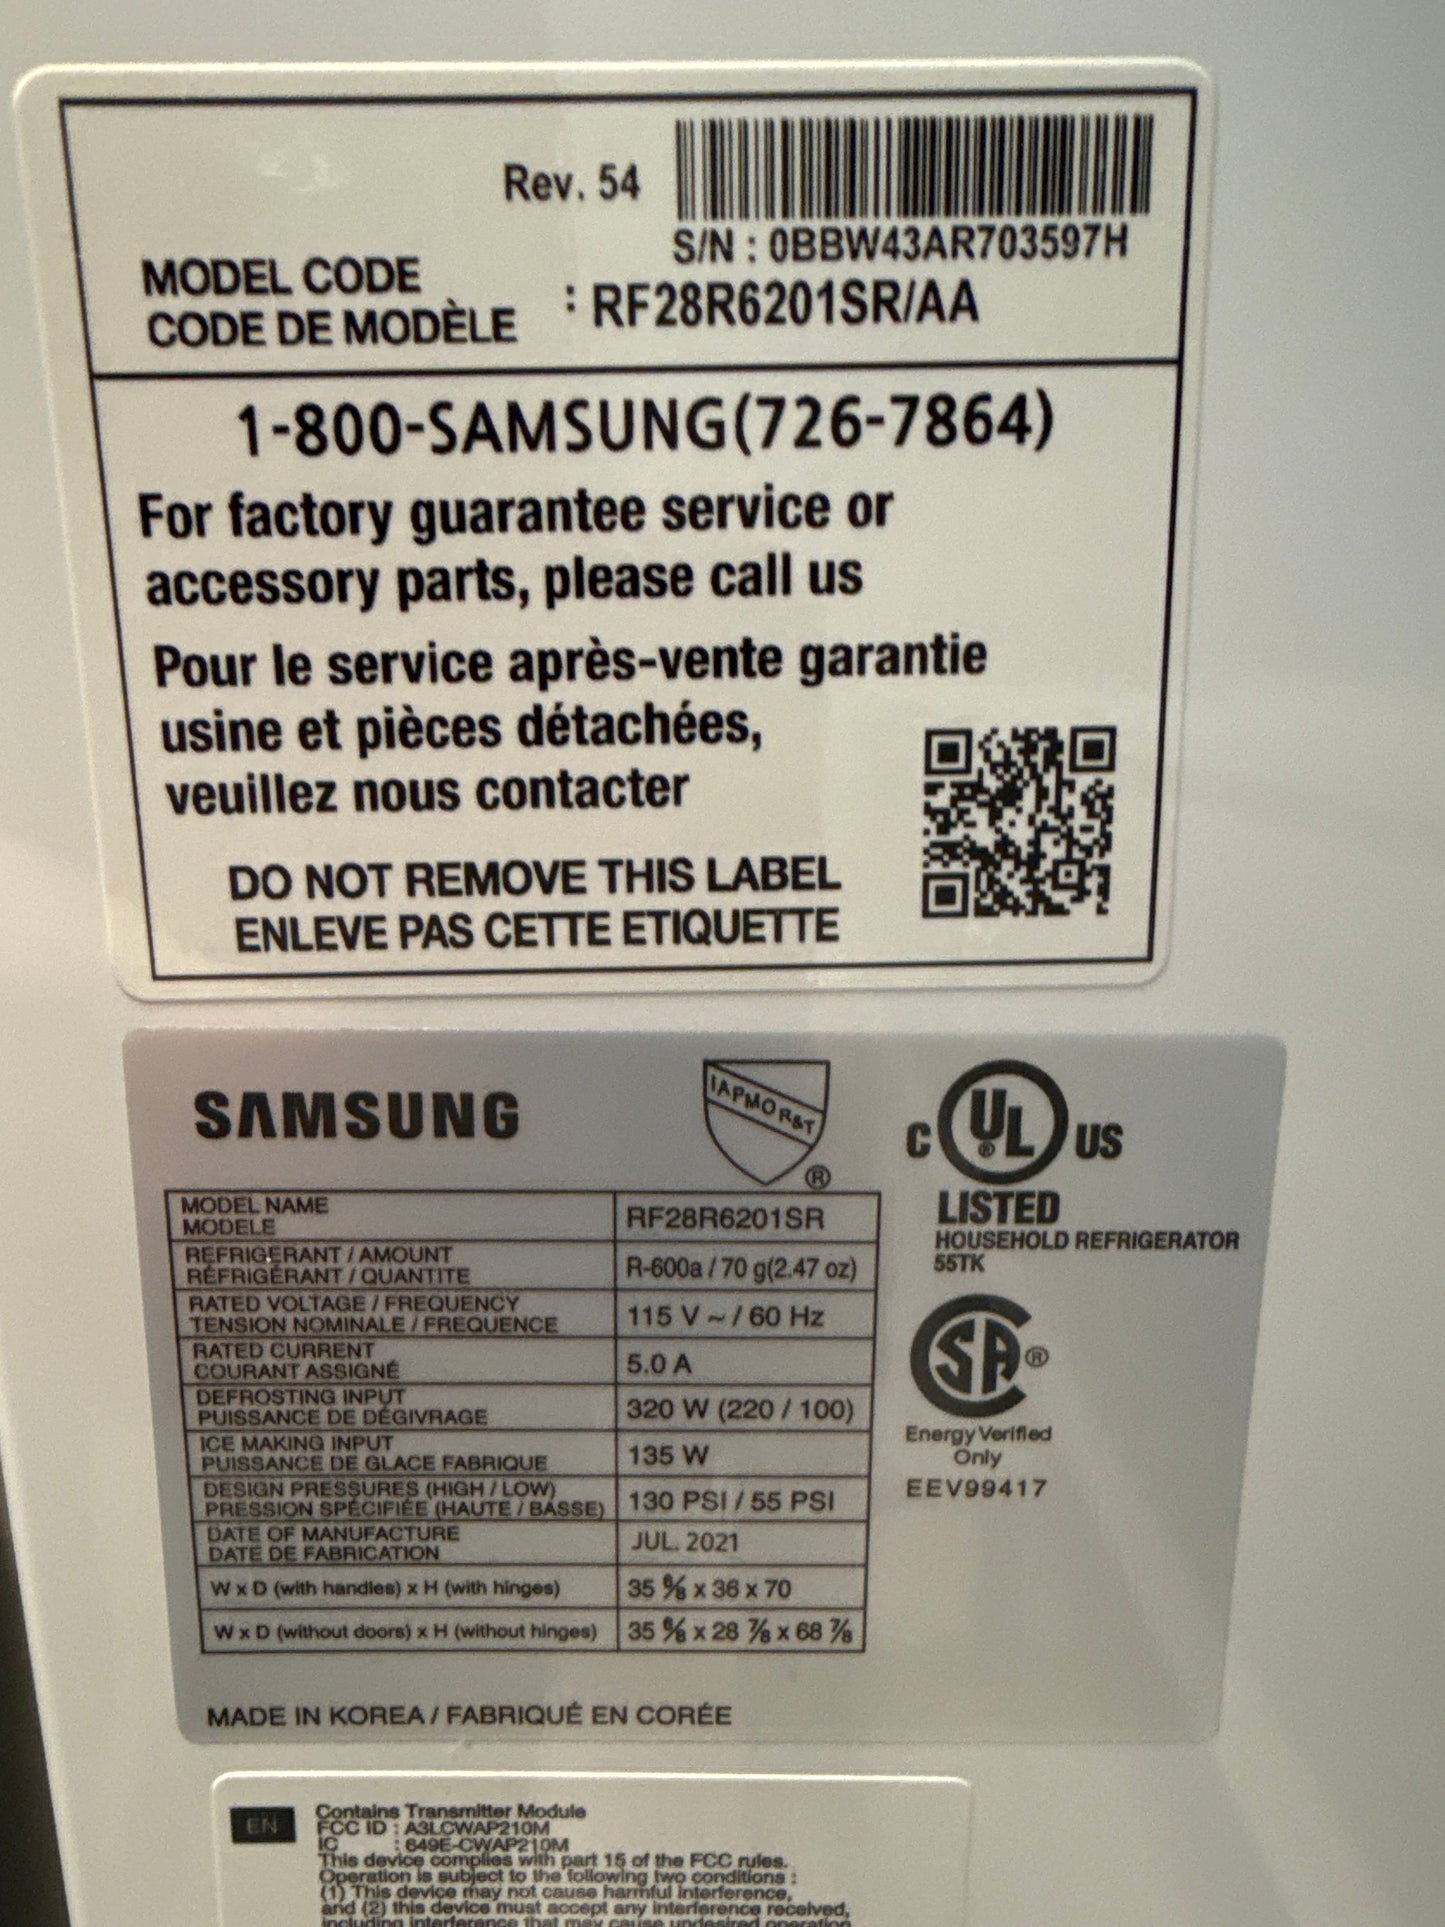 Rev. 54
S/N : 0BBW43AR703597H
MODEL CODE
CODE DE MODÈLE : RF28R6201SR/AA
1-800-SAMSUNG(726-7864)
For factory guarantee service or
accessory parts, please call us
Pour le service après-vente garantie
usine et pièces détachées,
veuillez nous contacter
DO NOT REMOVE THIS LABEL
ENLEVE PAS CETTE ETIQUETTE
SAMSUNG
IAPMO R&T
®
C UL ® US
LISTED
HOUSEHOLD REFRIGERATOR
55TK
SA ®
Energy Verified
Only
EEV99417
MODEL NAME
MODELE
RF28R6201SR
REFRIGERANT / AMOUNT
RÉFRIGÉRANT / QUANTITE
R-600a / 70 g(2.47 oz)
RATED VOLTAGE / FREQUENCY
TENSION NOMINALE / FREQUENCE
115 V ~ / 60 Hz
RATED CURRENT
COURANT ASSIGNÉ
5.0 A
DEFROSTING INPUT
PUISSANCE DE DÉGIVRAGE
320 W (220 / 100)
ICE MAKING INPUT
PUISSANCE DE GLACE FABRIQUE
135 W
DESIGN PRESSURES (HIGH / LOW)
PRESSION SPÉCIFIÉE (HAUTE / BASSE)
130 PSI / 55 PSI
DATE OF MANUFACTURE
DATE DE FABRICATION
JUL. 2021
W x D (with handles) x H (with hinges)
35 ⅝ x 36 x 70
W x D (without doors) x H (without hinges)
35 ⅝ x 28 ⅞ x 68 ⅞
MADE IN KOREA / FABRIQUÉ EN CORÉE
EN
Contains Transmitter Module
FCC ID : A3LCWAP210M
IC : 649E-CWAP210M
This device complies with part 15 of the FCC rules.
Operation is subject to the following two conditions :
(1) This device may not cause harmful interference,
and (2) this device must accept any interference received,
including interference that may cause undesired operation